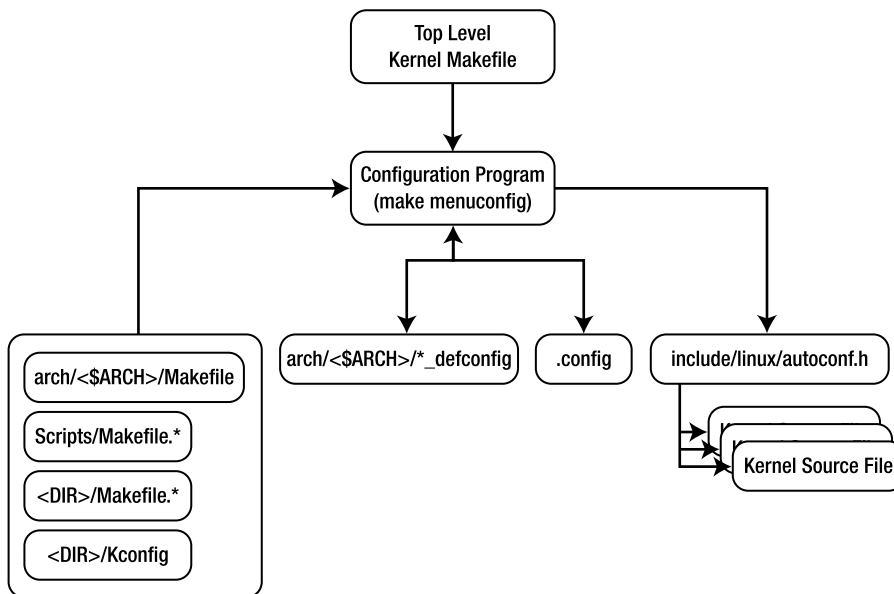 Top Level
Kernel Makefile
Configuration Program
(make menuconfig)
arch/<$ARCH>/Makefile
Scripts/Makefile.*
<DIR>/Makefile.*
<DIR>/Kconfig
arch/<$ARCH>/*_defconfig
.config
include/linux/autoconf.h
Kernel Source File